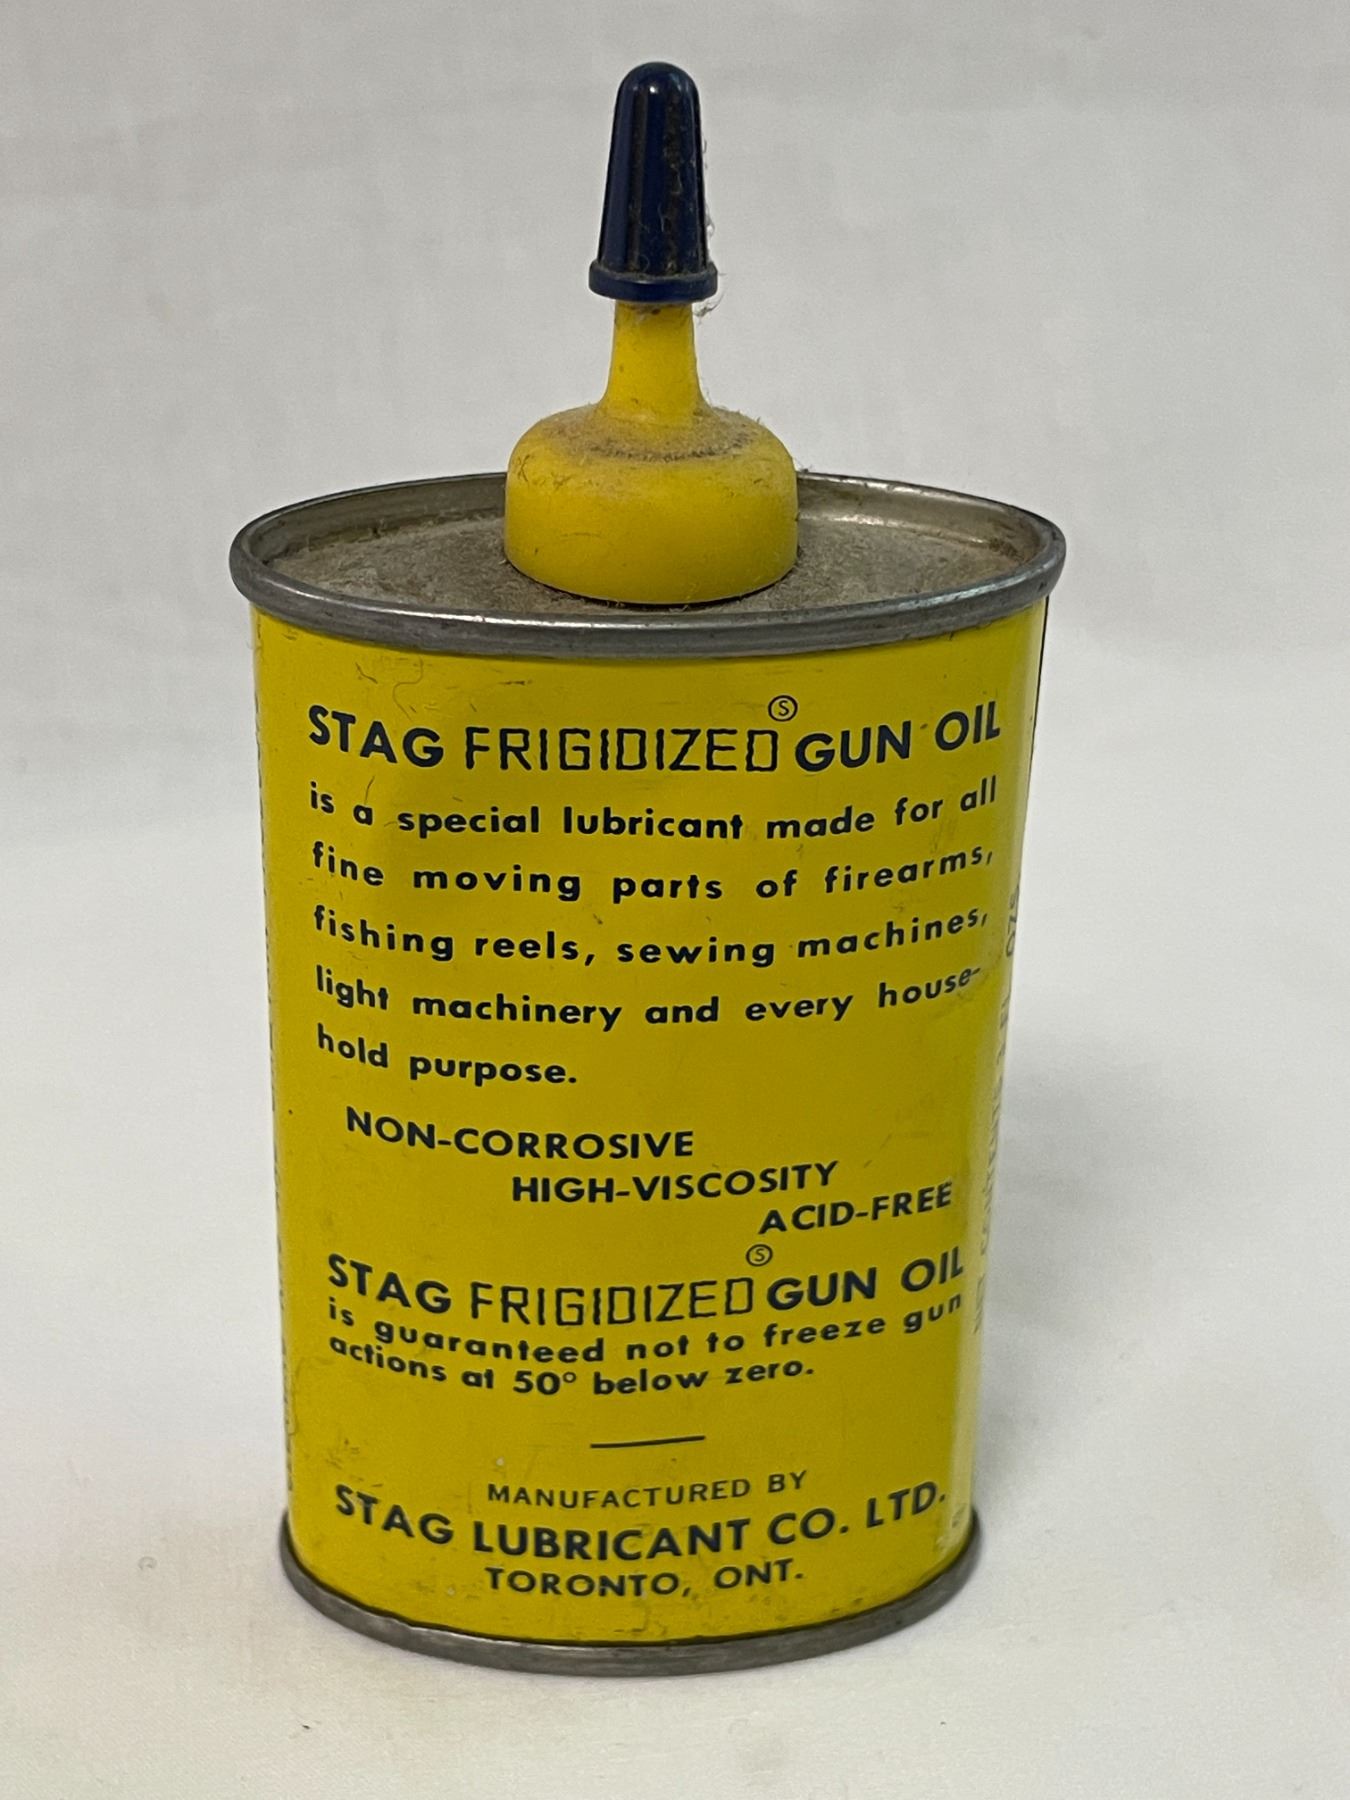 STAG FRIGIDIZED Ⓢ GUN OIL
is a special lubricant made for all
fine moving parts of firearms,
fishing reels, sewing machines,
light machinery and every house-
hold purpose.
NON-CORROSIVE
HIGH-VISCOSITY
ACID-FREE
STAG FRIGIDIZED Ⓢ GUN OIL
is guaranteed not to freeze gun
actions at 50° below zero.
MANUFACTURED BY
STAG LUBRICANT CO. LTD.
TORONTO, ONT.